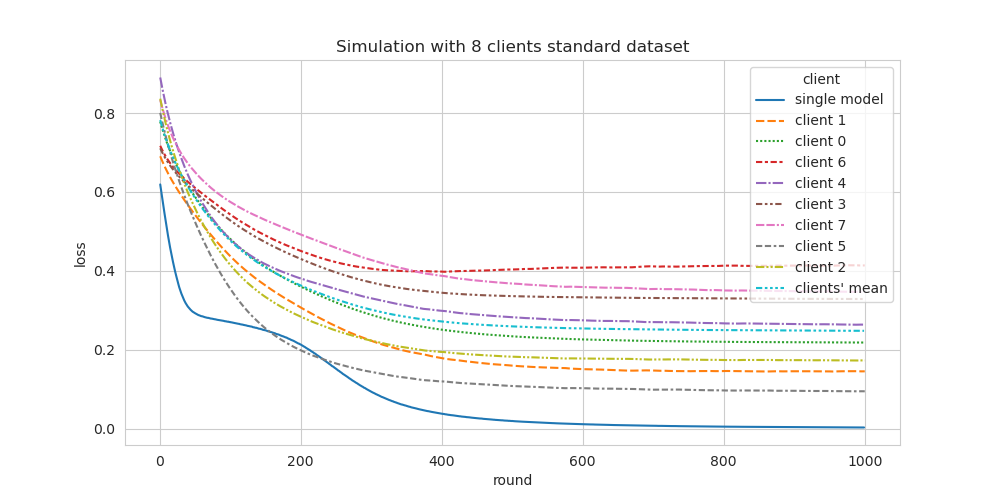 Simulation with 8 clients standard dataset
loss
0.8
0.6
0.4
0.2
0.0
client
single model
client 1
client 0
client 6
client 4
client 3
client 7
client 5
client 2
clients' mean
0 200 400 600 800 1000
round